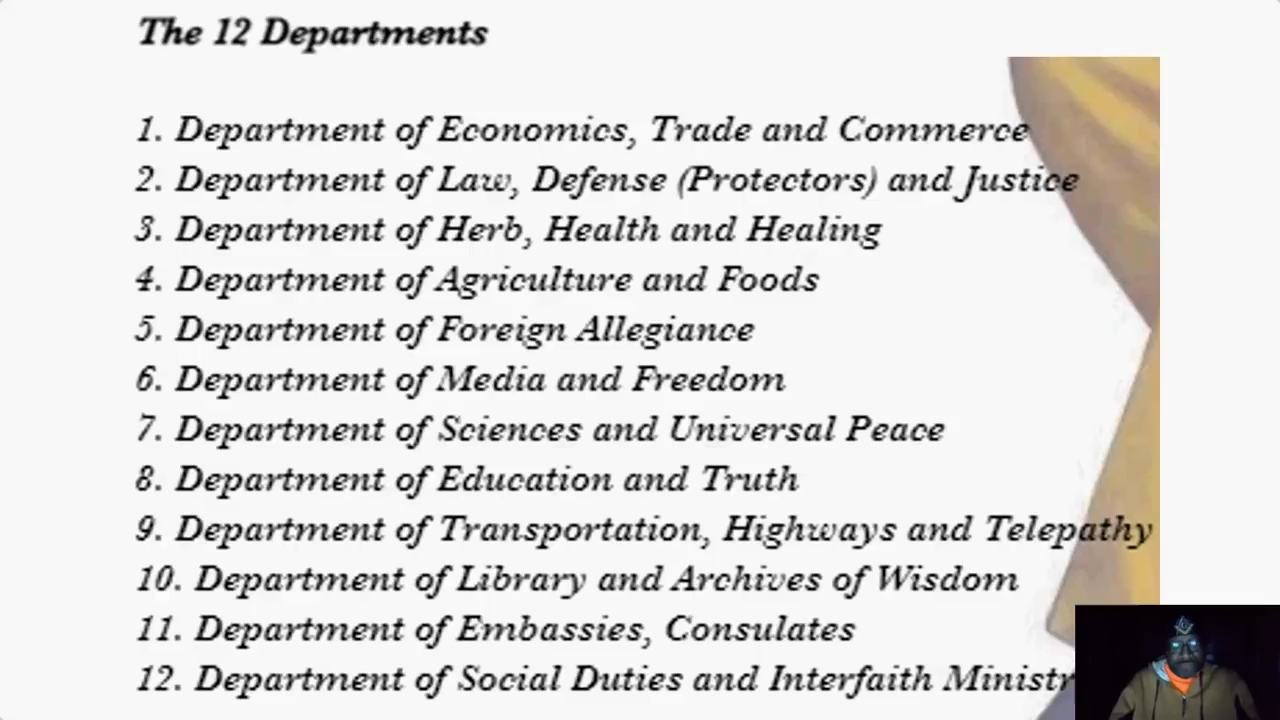 The 12 Departments
1. Department of Economics, Trade and Commerce
2. Department of Law, Defense (Protectors) and Justice
3. Department of Herb, Health and Healing
4. Department of Agriculture and Foods
5. Department of Foreign Allegiance
6. Department of Media and Freedom
7. Department of Sciences and Universal Peace
8. Department of Education and Truth
9. Department of Transportation, Highways and Telepathy
10. Department of Library and Archives of Wisdom
11. Department of Embassies, Consulates
12. Department of Social Duties and Interfaith